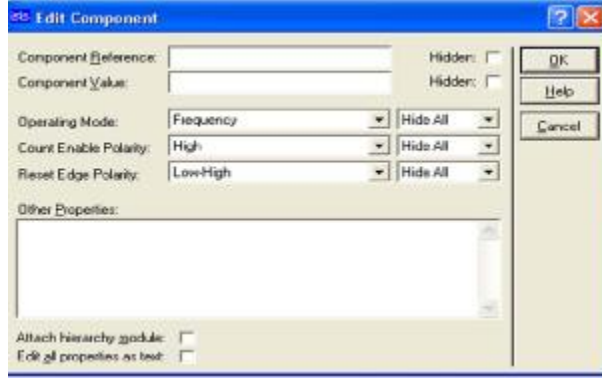 isis Edit Component
Component Reference:
Hidden:
OK
Component Value:
Hidden:
Help
Operating Mode: Frequency Hide All
Cancel
Count Enable Polarity: High Hide All
Reset Edge Polarity: Low-High Hide All
Other Properties:
Attach hierarchy module:
Edit all properties as text: